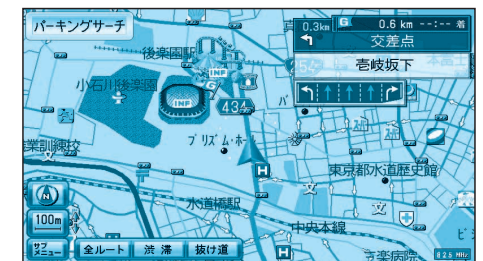 パーキングサーチ
0.3km
G 0.6 km --:-- 着
交差点
壱岐坂下
後楽園駅
小石川後楽園
INF
G
INF
434
プリズム・ホ
業訓練校
H
東京都水道歴史館
文
文
水道橋駅
中央本線
H
100m
サブメニュー
全ルート
渋滞
抜け道
825 MHz